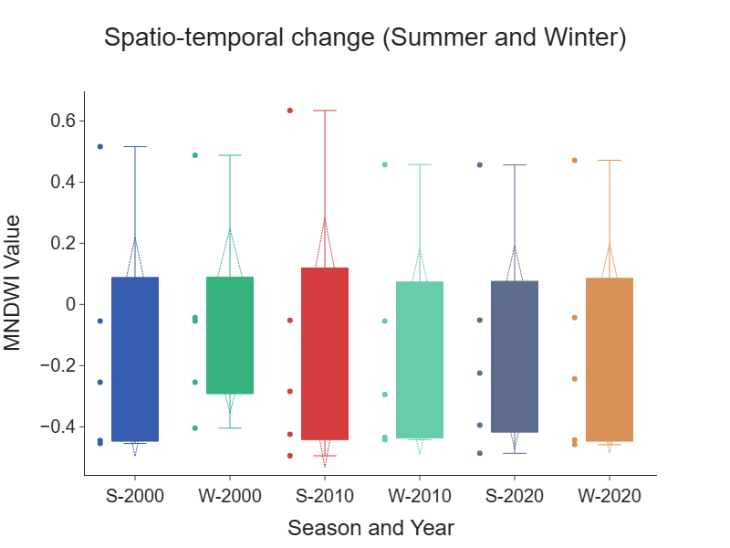 Spatio-temporal change (Summer and Winter)
MNDWI Value
0.6
0.4
0.2
0
−0.2
−0.4
S-2000 W-2000 S-2010 W-2010 S-2020 W-2020
Season and Year